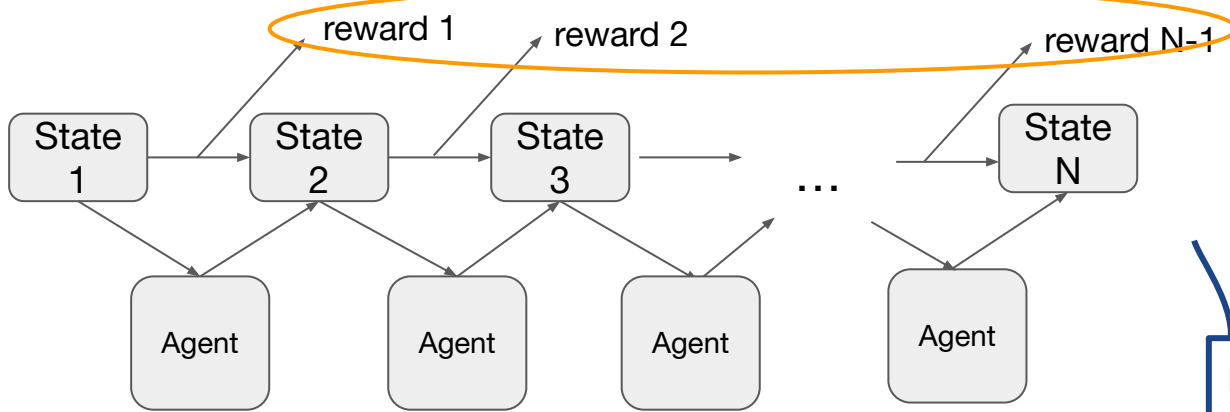 reward 1
reward 2
reward N-1
State
1
State
2
State
3
...
State
N
Agent
Agent
Agent
Agent